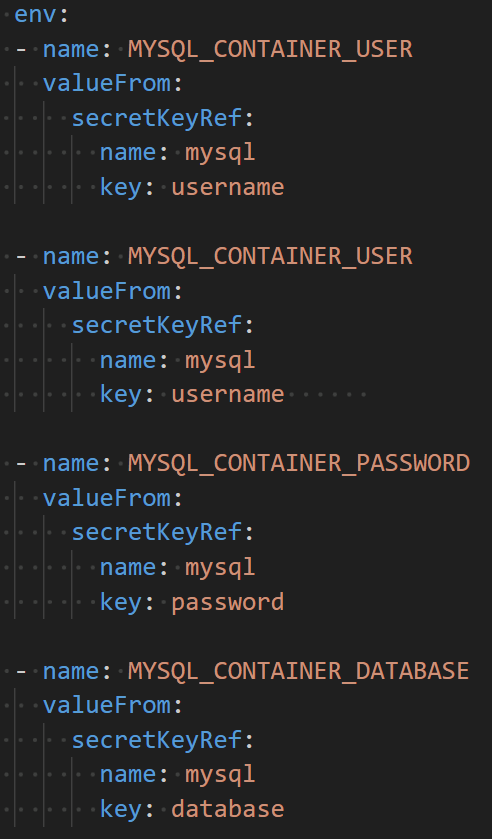 env:
- name: MYSQL_CONTAINER_USER
valueFrom:
secretKeyRef:
name: mysql
key: username
- name: MYSQL_CONTAINER_USER
valueFrom:
secretKeyRef:
name: mysql
key: username
- name: MYSQL_CONTAINER_PASSWORD
valueFrom:
secretKeyRef:
name: mysql
key: password
- name: MYSQL_CONTAINER_DATABASE
valueFrom:
secretKeyRef:
name: mysql
key: database